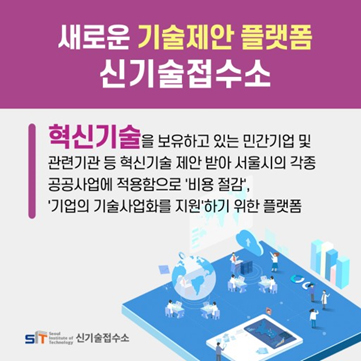 새로운 기술제안 플랫폼
신기술접수소
혁신기술을 보유하고 있는 민간기업 및
관련기관 등 혁신기술 제안 받아 서울시의 각종
공공사업에 적용함으로 '비용 절감',
'기업의 기술사업화를 지원'하기 위한 플랫폼
SIT Seoul Institute of Technology 신기술접수소